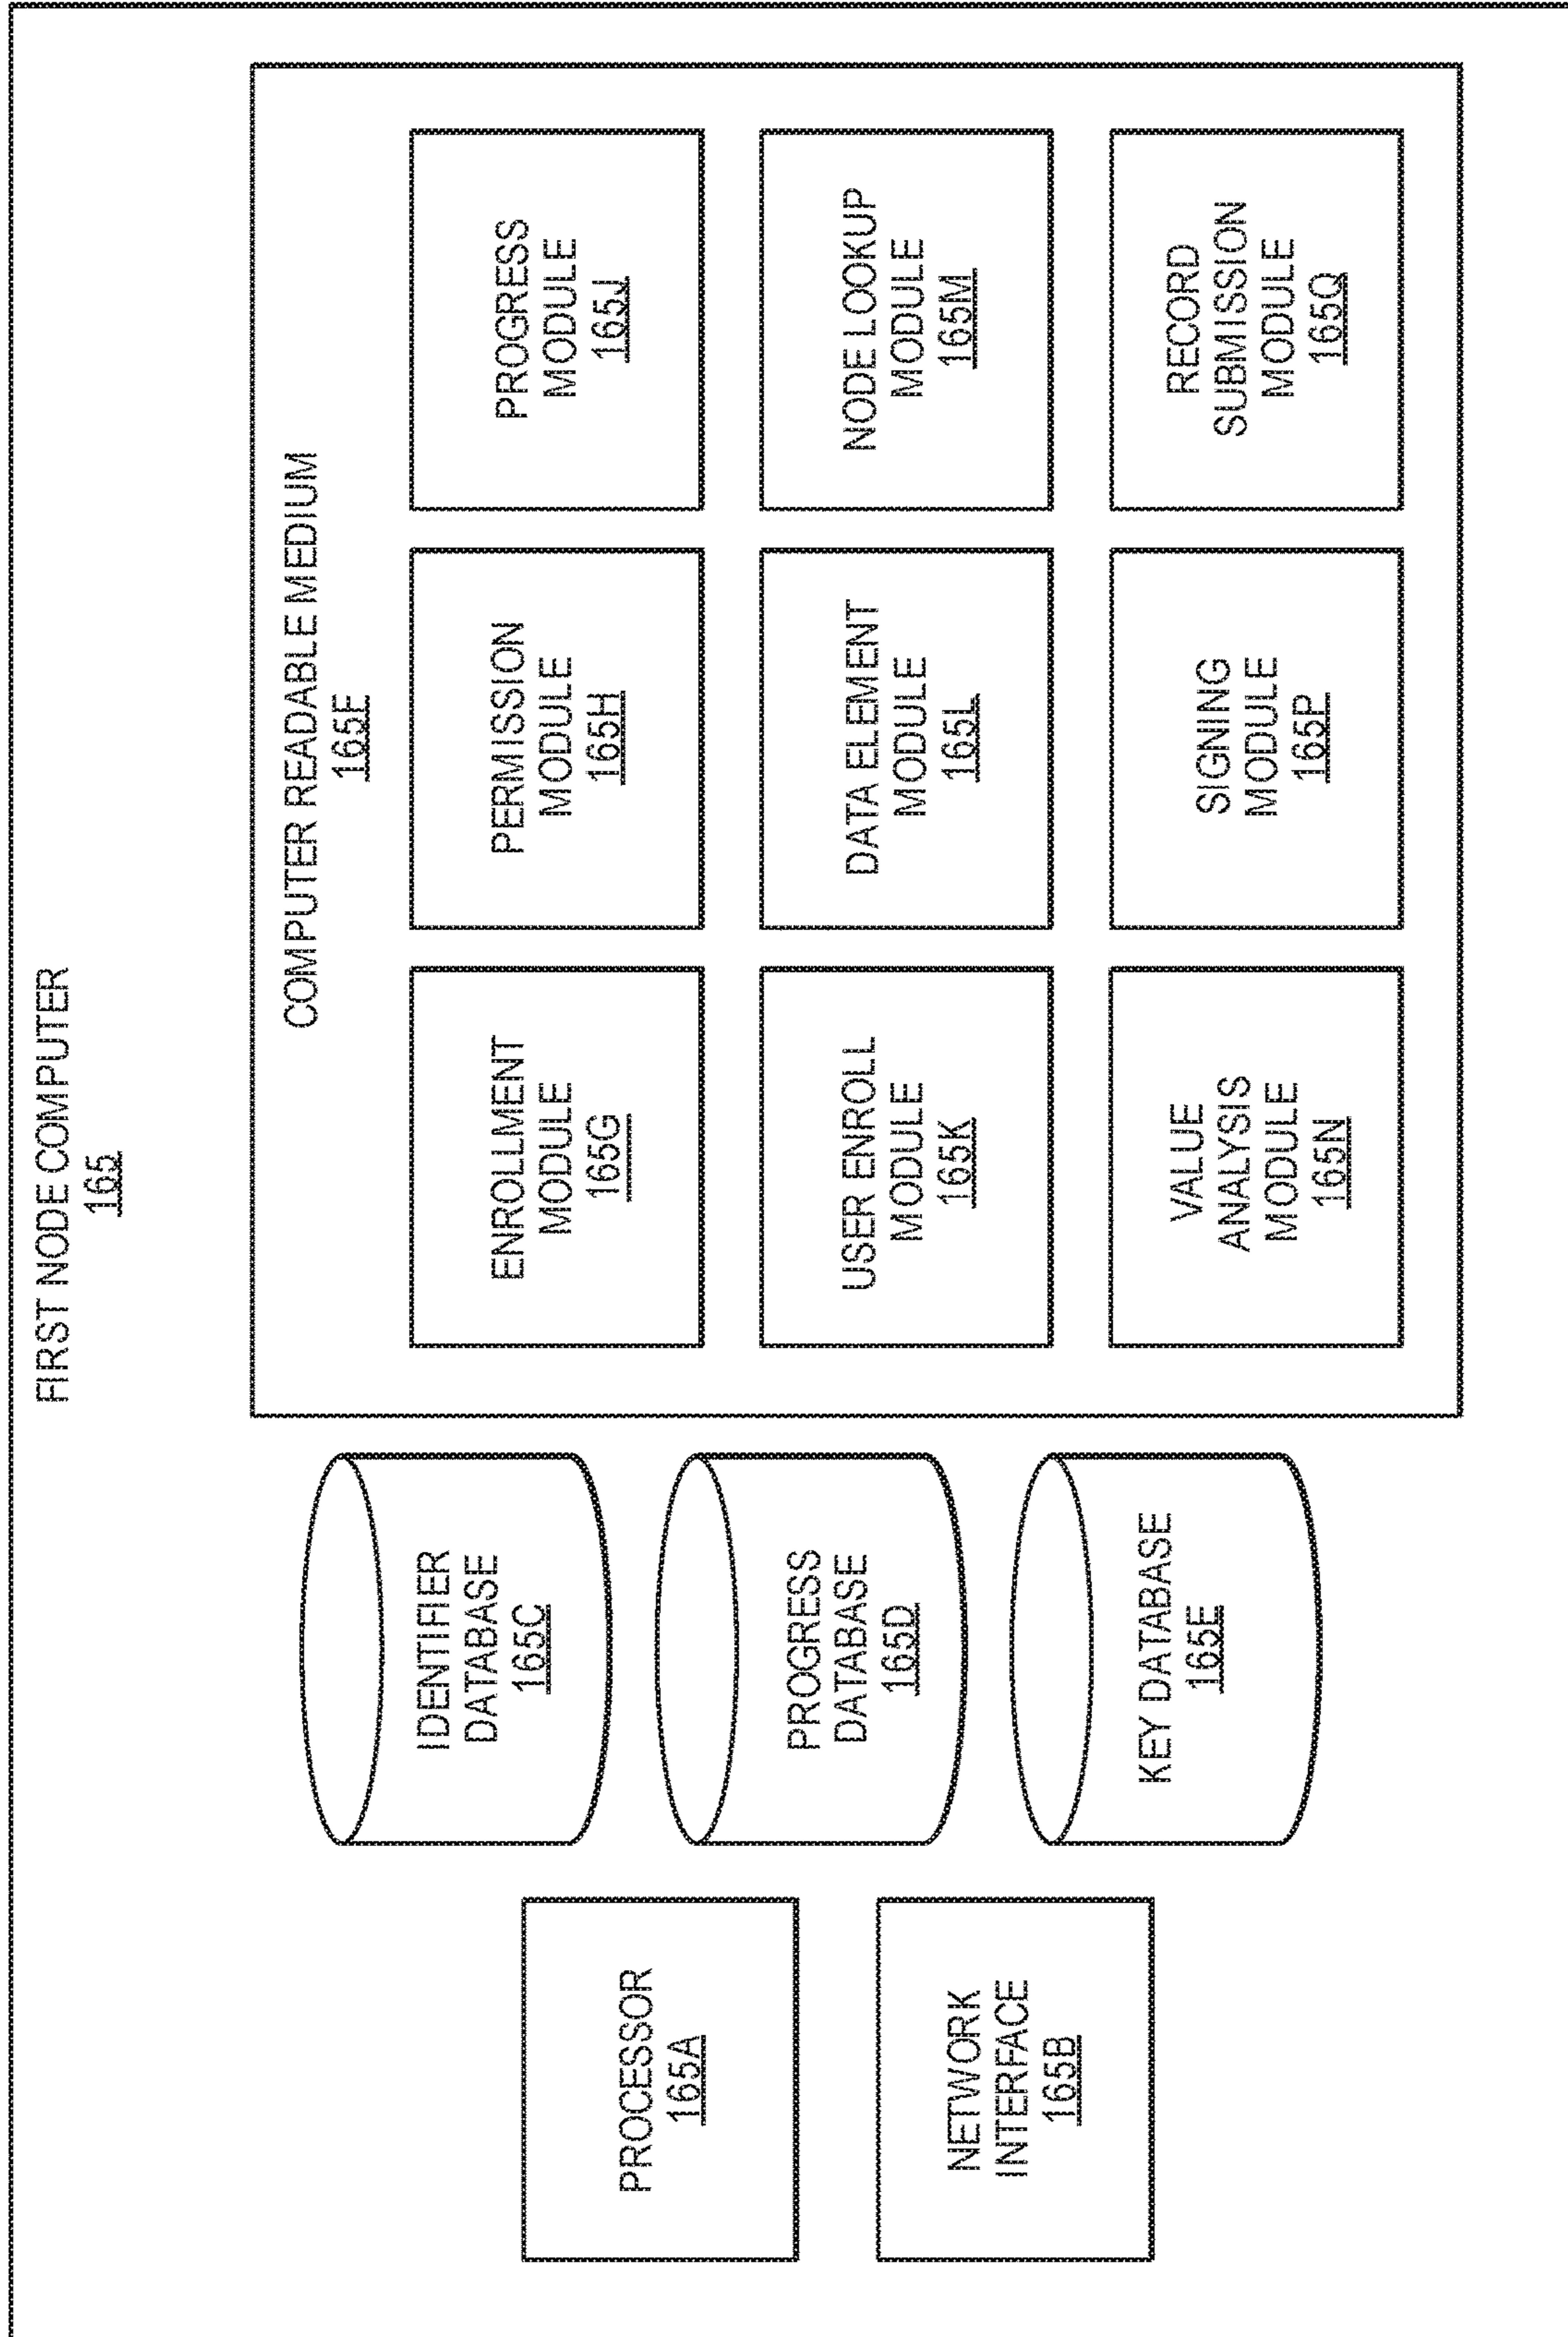 FIRST NODE COMPUTER
165
PROCESSOR
165A
NETWORK
INTERFACE
165B
IDENTIFIER
DATABASE
165C
PROGRESS
DATABASE
165D
KEY DATABASE
165E
COMPUTER READABLE MEDIUM
165F
ENROLLMENT
MODULE
165G
PERMISSION
MODULE
165H
PROGRESS
MODULE
165J
USER ENROLL
MODULE
165K
DATA ELEMENT
MODULE
165L
NODE LOOKUP
MODULE
165M
VALUE
ANALYSIS
MODULE
165N
SIGNING
MODULE
165P
RECORD
SUBMISSION
MODULE
165Q